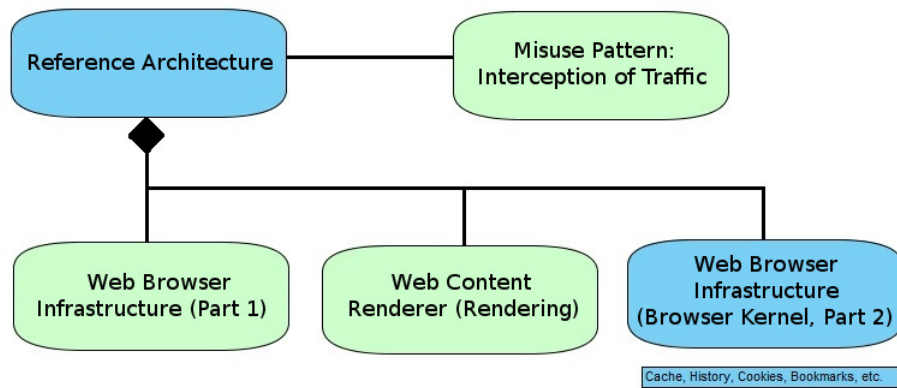 Reference Architecture
Misuse Pattern:
Interception of Traffic
Web Browser
Infrastructure (Part 1)
Web Content
Renderer (Rendering)
Web Browser
Infrastructure
(Browser Kernel, Part 2)
Cache, History, Cookies, Bookmarks, etc.